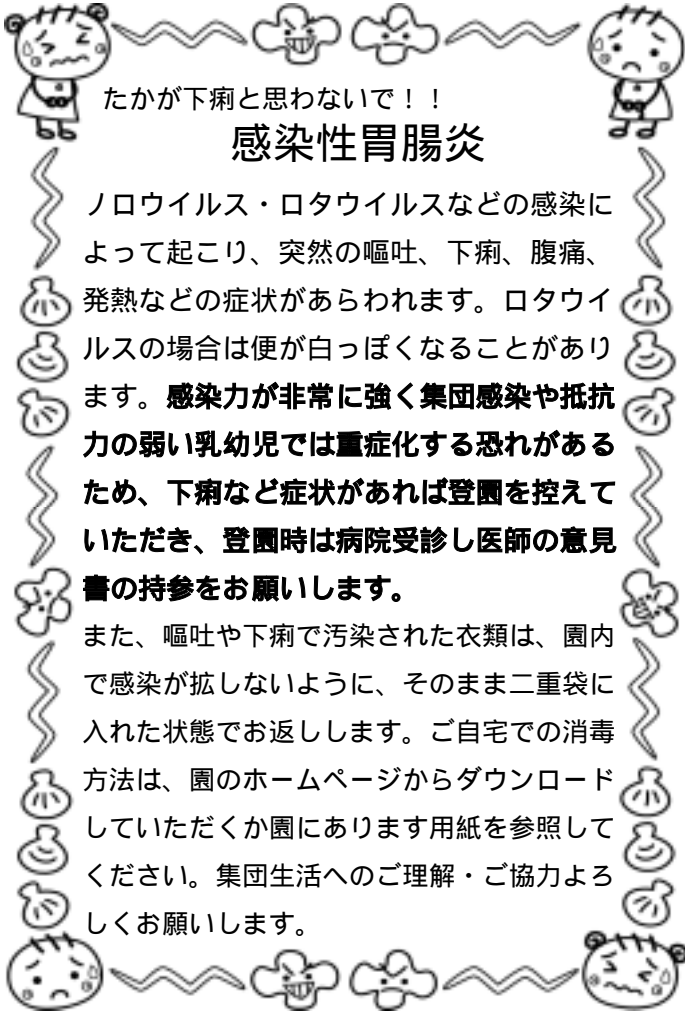 たかが下痢と思わないで！！
感染性胃腸炎
ノロウイルス・ロタウイルスなどの感染に
よって起こり、突然の嘔吐、下痢、腹痛、
発熱などの症状があらわれます。ロタウイ
ルスの場合は便が白っぽくなることがあり
ます。感染力が非常に強く集団感染や抵抗
力の弱い乳幼児では重症化する恐れがある
ため、下痢など症状があれば登園を控えて
いただき、登園時は病院受診し医師の意見
書の持参をお願いします。
また、嘔吐や下痢で汚染された衣類は、園内
で感染が拡しないように、そのまま二重袋に
入れた状態でお返しします。ご自宅での消毒
方法は、園のホームページからダウンロード
していただくか園にあります用紙を参照して
ください。集団生活へのご理解・ご協力よろ
しくお願いします。